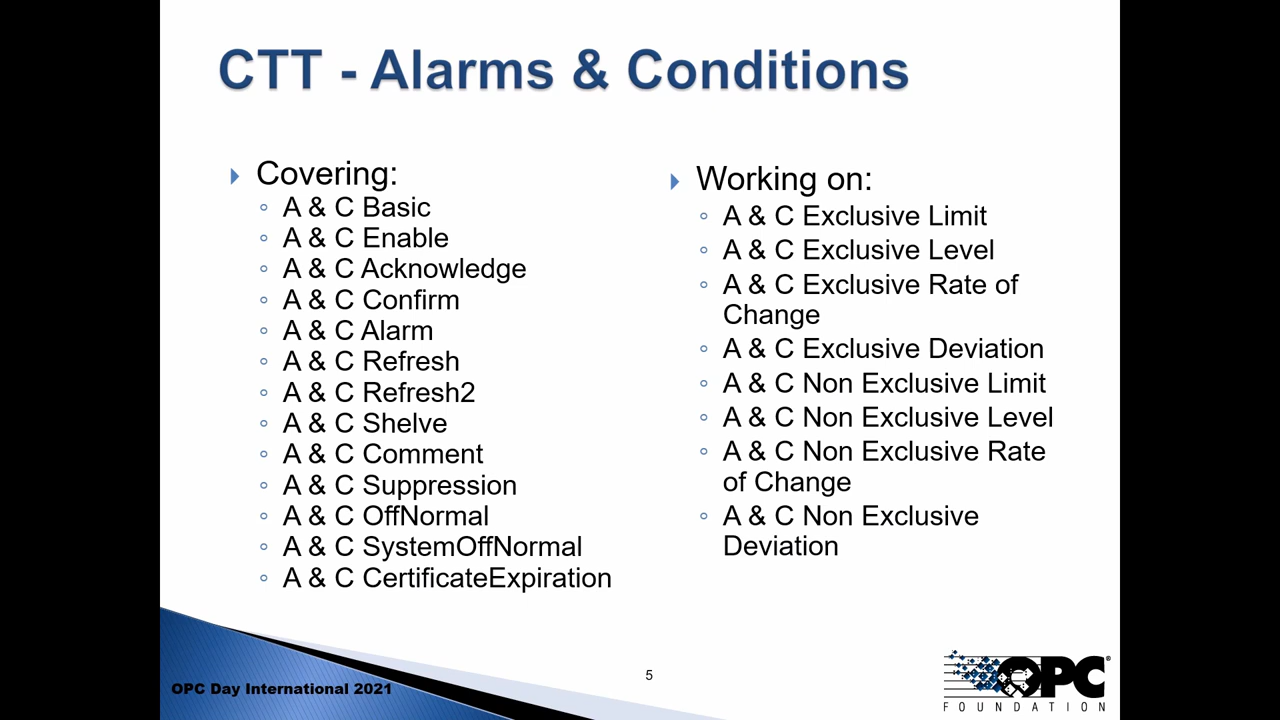 CTT - Alarms & Conditions
Covering:
A & C Basic
A & C Enable
A & C Acknowledge
A & C Confirm
A & C Alarm
A & C Refresh
A & C Refresh2
A & C Shelve
A & C Comment
A & C Suppression
A & C OffNormal
A & C SystemOffNormal
A & C CertificateExpiration
Working on:
A & C Exclusive Limit
A & C Exclusive Level
A & C Exclusive Rate of
Change
A & C Exclusive Deviation
A & C Non Exclusive Limit
A & C Non Exclusive Level
A & C Non Exclusive Rate
of Change
A & C Non Exclusive
Deviation
OPC Day International 2021
5
OPC®
FOUNDATION